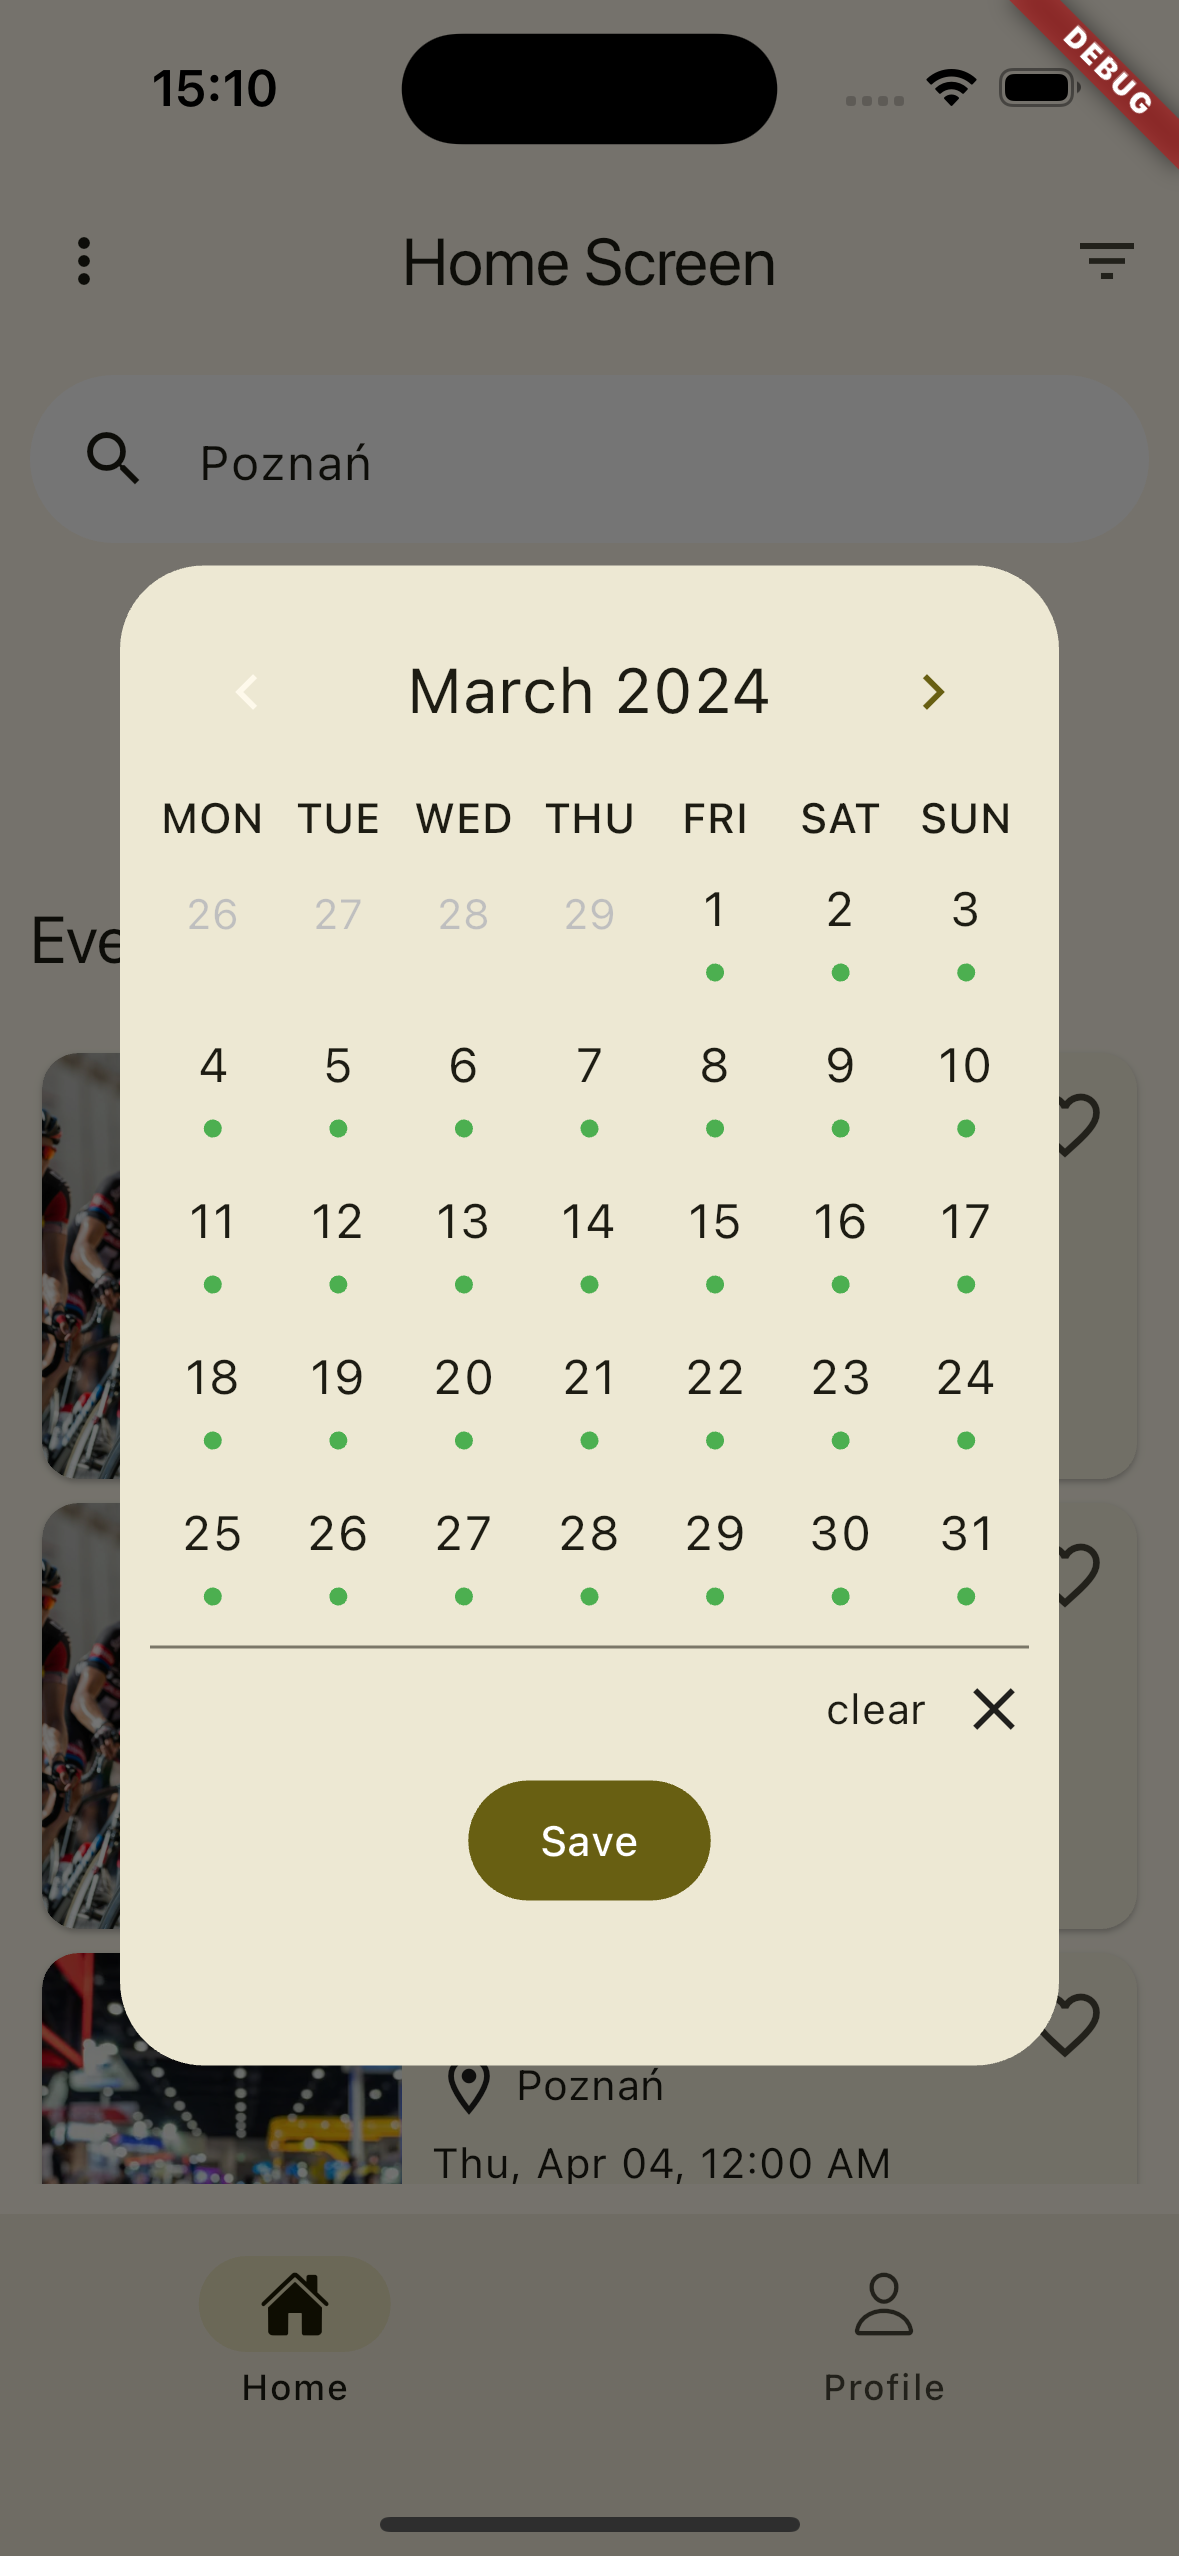 15:10
DEBUG
Home Screen
Poznań
March 2024
MON TUE WED THU FRI SAT SUN
26 27 28 29 1 2 3
Eve
4 5 6 7 8 9 10
11 12 13 14 15 16 17
18 19 20 21 22 23 24
25 26 27 28 29 30 31
clear
Save
Poznań
Thu, Apr 04, 12:00 AM
Home Profile